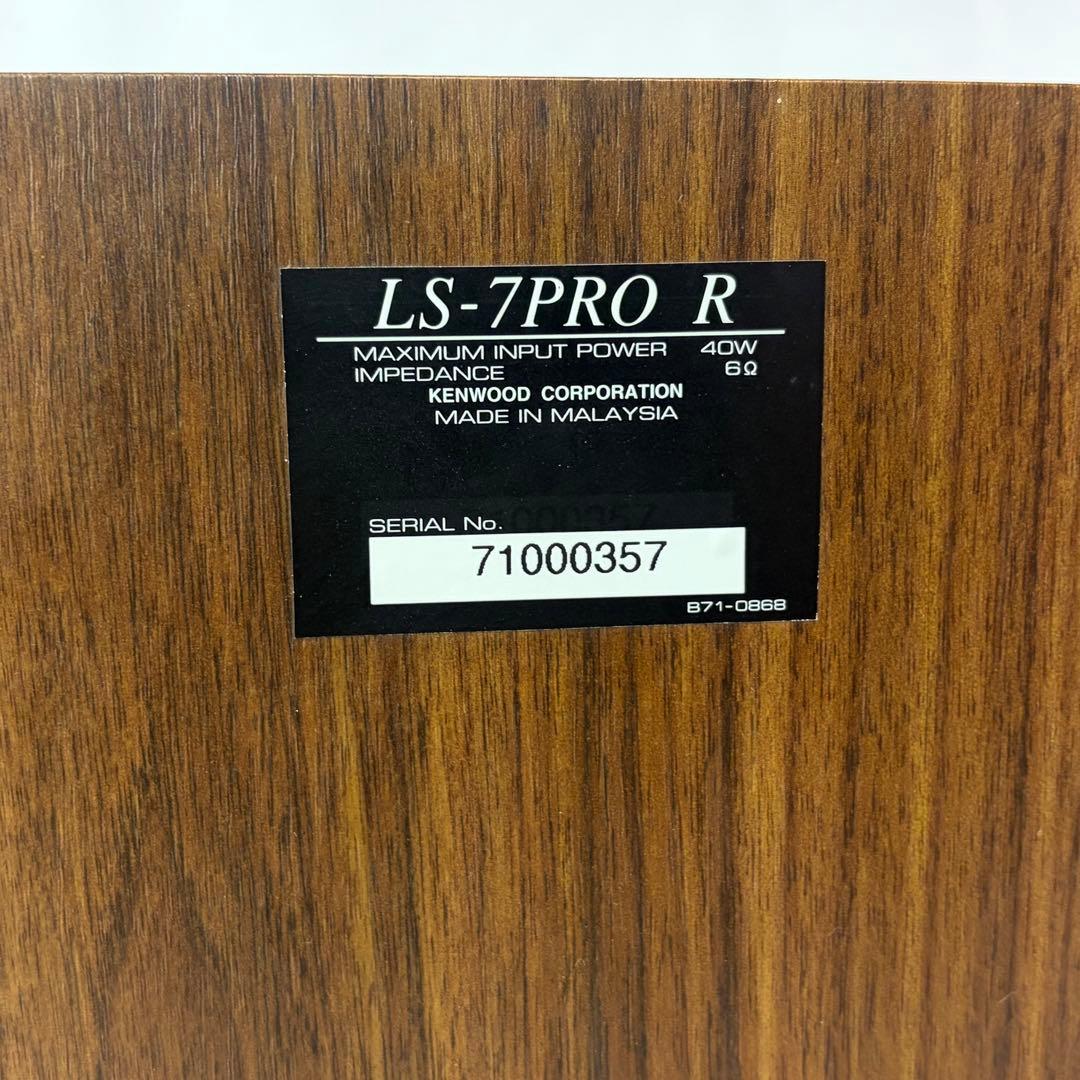 LS-7PRO R
MAXIMUM INPUT POWER 40W
IMPEDANCE 6Ω
KENWOOD CORPORATION
MADE IN MALAYSIA
SERIAL No.
71000357
B71-0868